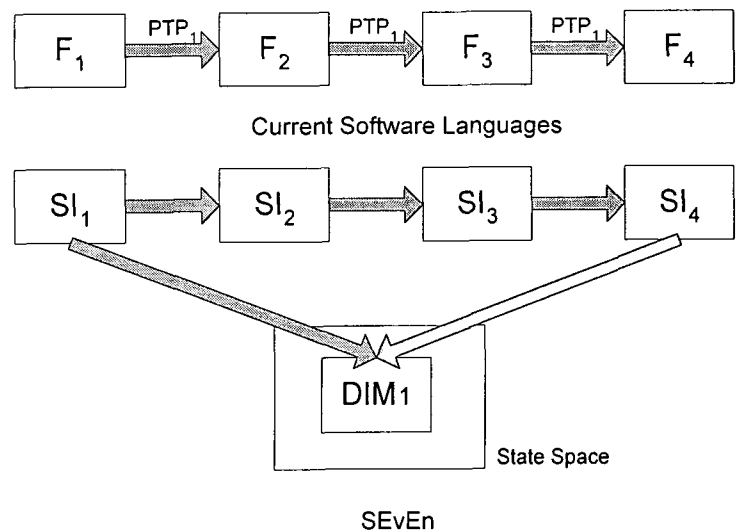 PTP₁ PTP₁ PTP₁
F₁ F₂ F₃ F₄
Current Software Languages
SI₁ SI₂ SI₃ SI₄
DIM1
State Space
SEvEn